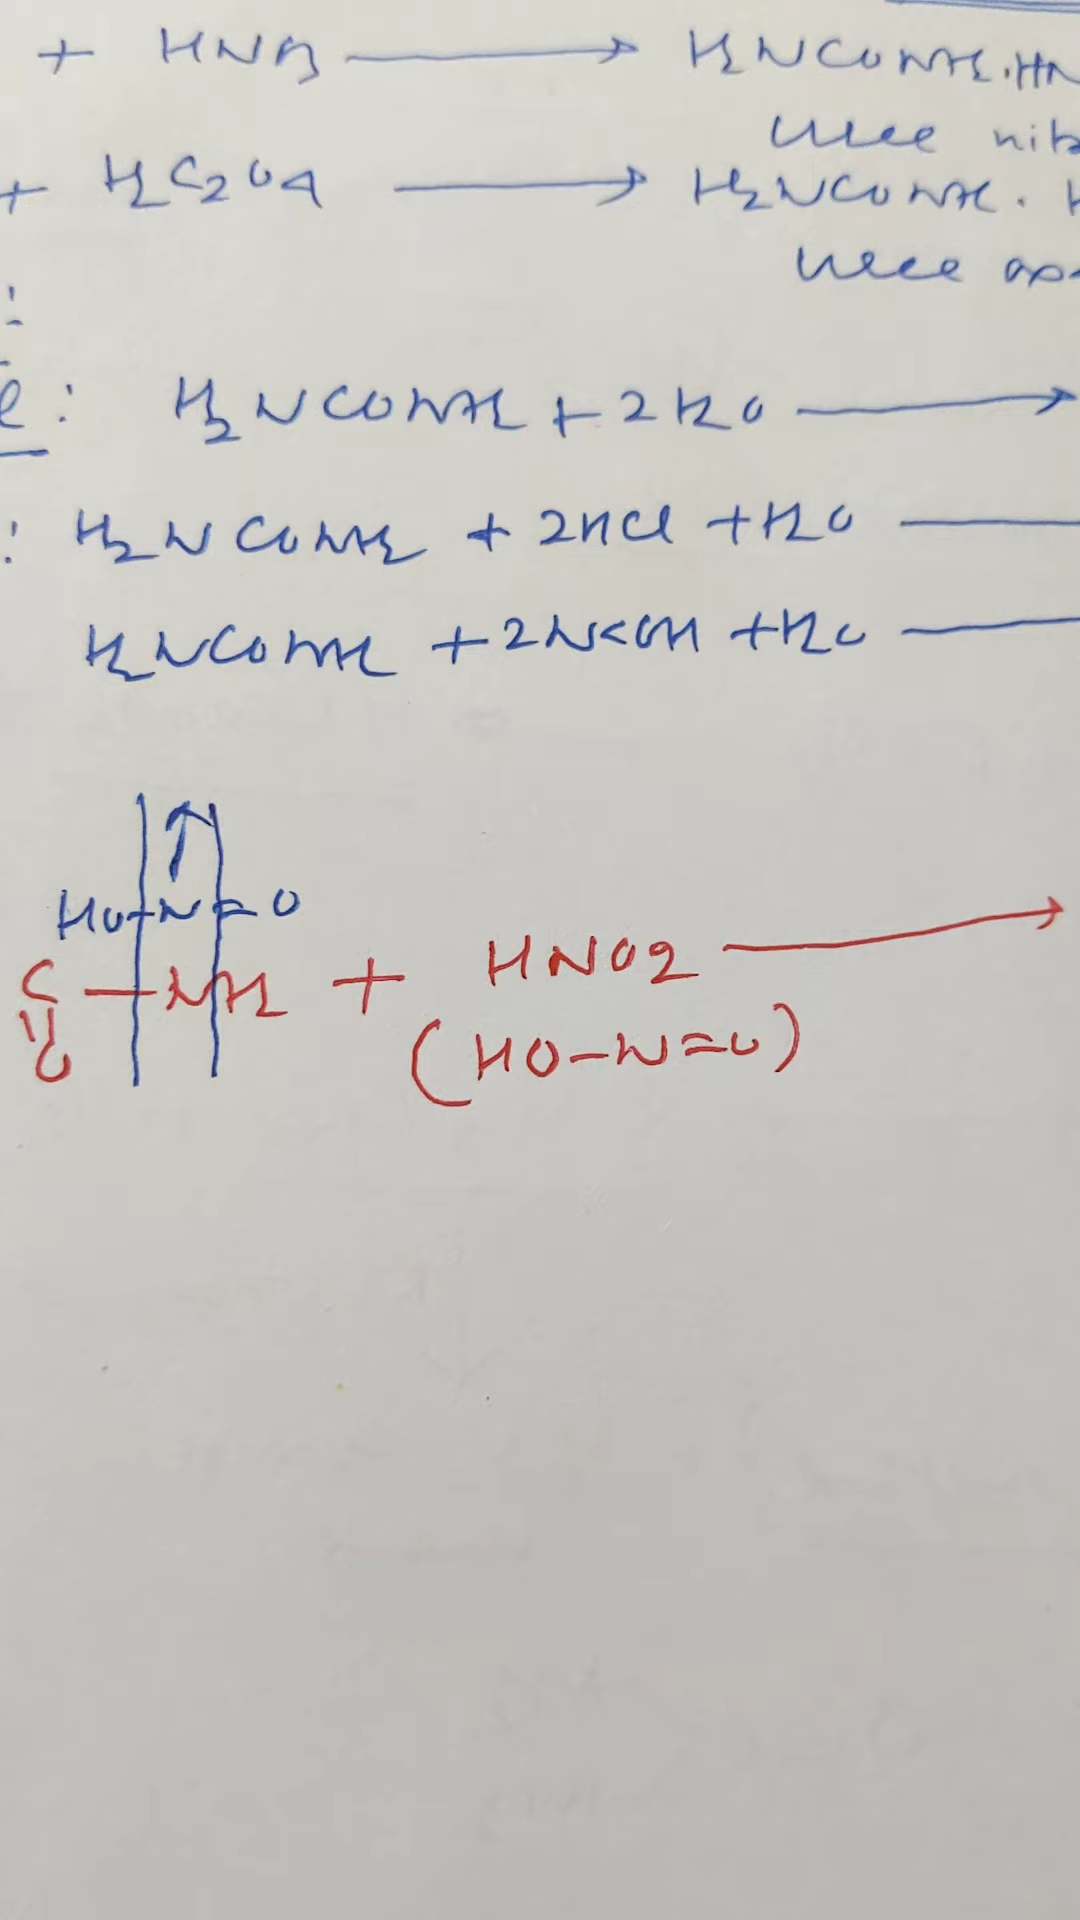 + HNO3 → H2NCONH2.HN
Urea nit
+ H2C2O4 → H2NCONH2. H
Urea ox
:
e: H2NCONH2 + 2H2O →
: H2NCONH2 + 2HCl + H2O
H2NCONH2 + 2NaOH + H2O
HO-N=O
C-NH2 + HNO2 →
O (HO-N=O)